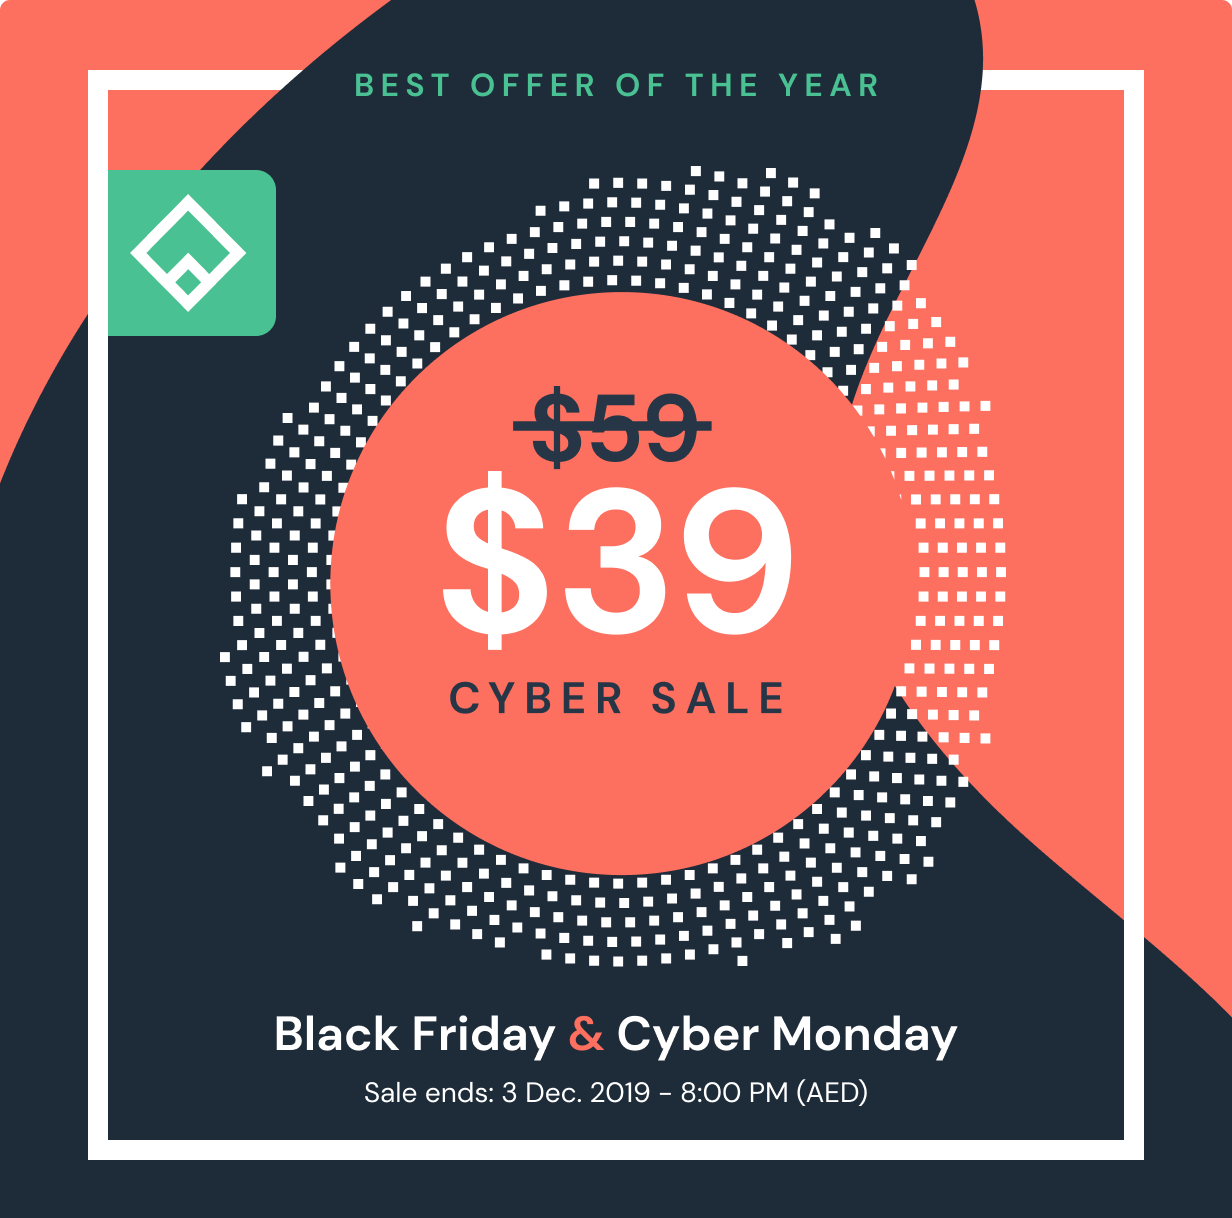 BEST OFFER OF THE YEAR
$59
$39
CYBER SALE
Black Friday & Cyber Monday
Sale ends: 3 Dec. 2019 - 8:00 PM (AED)